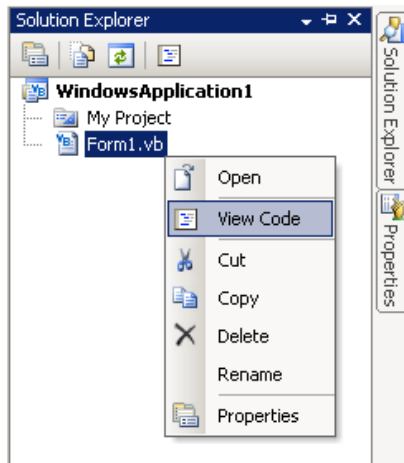 Solution Explorer
WindowsApplication1
My Project
Form1.vb
Open
View Code
Cut
Copy
Delete
Rename
Properties
Solution Explorer
Properties